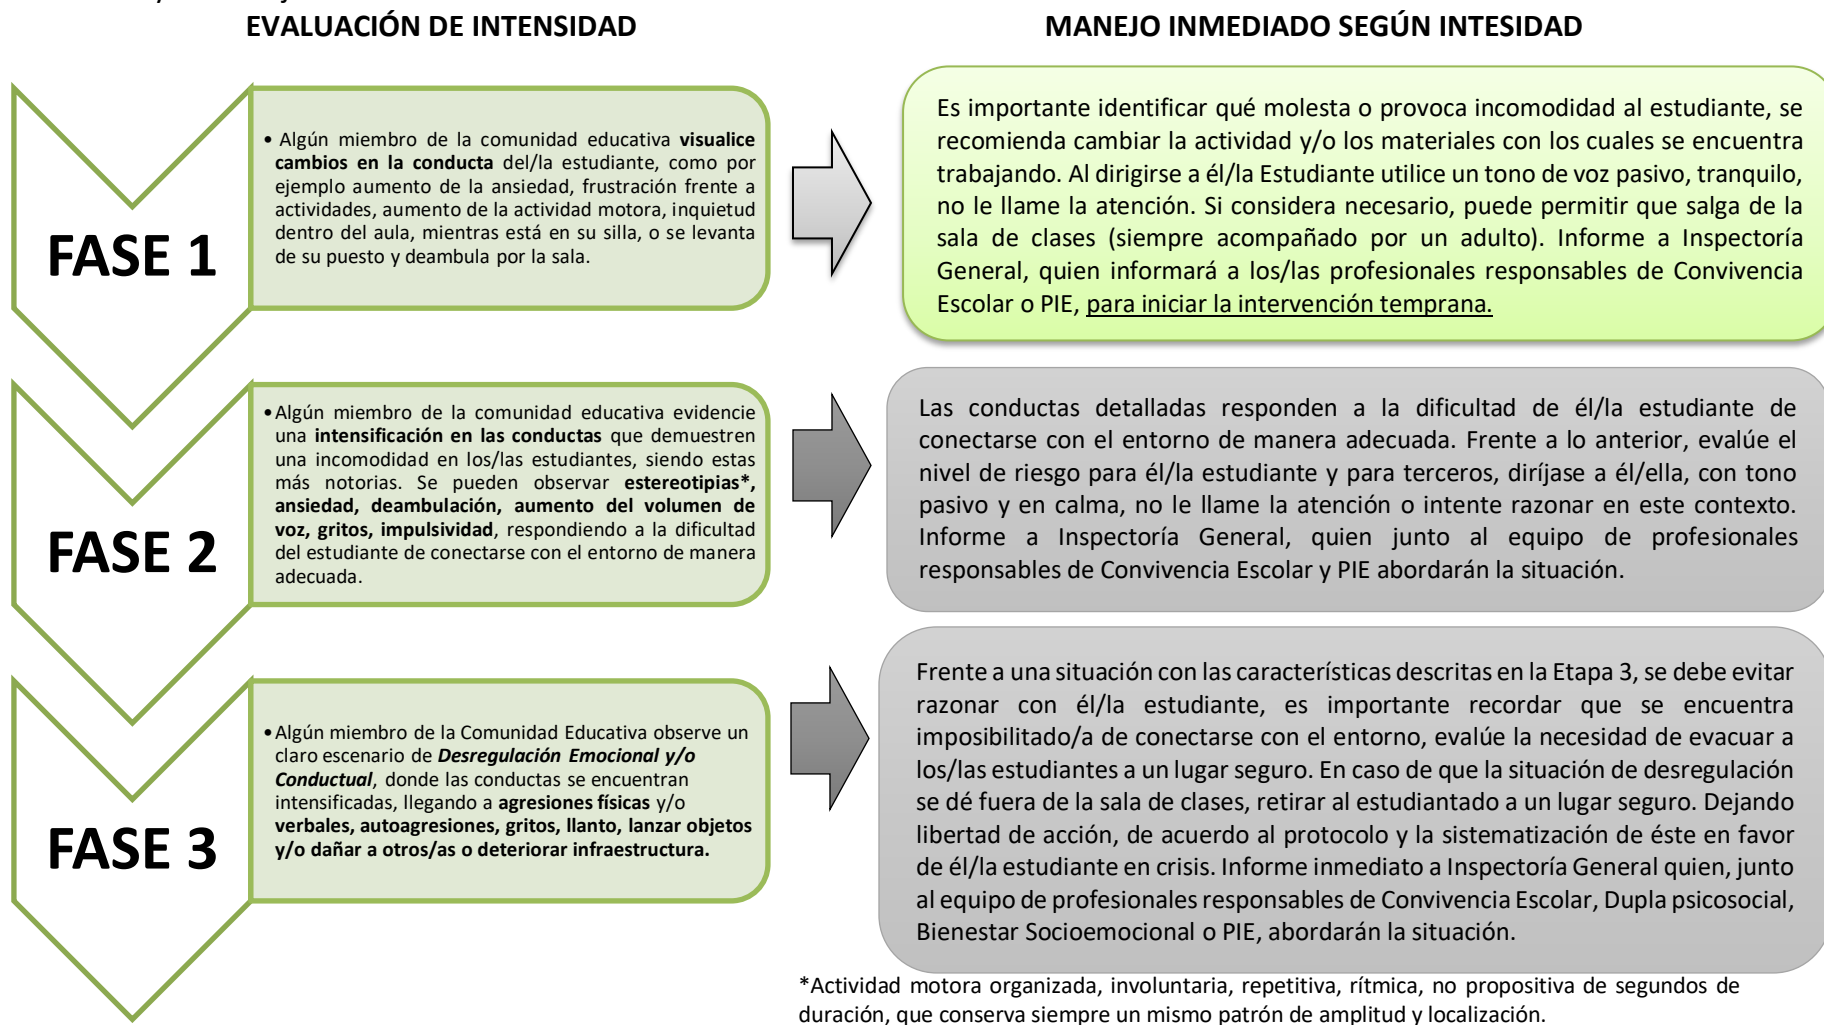 EVALUACIÓN DE INTENSIDAD
MANEJO INMEDIADO SEGÚN INTESIDAD
FASE 1
• Algún miembro de la comunidad educativa visualice
cambios en la conducta del/la estudiante, como por
ejemplo aumento de la ansiedad, frustración frente a
actividades, aumento de la actividad motora, inquietud
dentro del aula, mientras está en su silla, o se levanta
de su puesto y deambula por la sala.
Es importante identificar qué molesta o provoca incomodidad al estudiante, se
recomienda cambiar la actividad y/o los materiales con los cuales se encuentra
trabajando. Al dirigirse a él/la Estudiante utilice un tono de voz pasivo, tranquilo,
no le llame la atención. Si considera necesario, puede permitir que salga de la
sala de clases (siempre acompañado por un adulto). Informe a Inspectoría
General, quien informará a los/las profesionales responsables de Convivencia
Escolar o PIE, para iniciar la intervención temprana.
FASE 2
• Algún miembro de la comunidad educativa evidencie
una intensificación en las conductas que demuestren
una incomodidad en los/las estudiantes, siendo estas
más notorias. Se pueden observar estereotipias*,
ansiedad, deambulación, aumento del volumen de
voz, gritos, impulsividad, respondiendo a la dificultad
del estudiante de conectarse con el entorno de manera
adecuada.
Las conductas detalladas responden a la dificultad de él/la estudiante de
conectarse con el entorno de manera adecuada. Frente a lo anterior, evalúe el
nivel de riesgo para él/la estudiante y para terceros, diríjase a él/ella, con tono
pasivo y en calma, no le llame la atención o intente razonar en este contexto.
Informe a Inspectoría General, quien junto al equipo de profesionales
responsables de Convivencia Escolar y PIE abordarán la situación.
FASE 3
• Algún miembro de la Comunidad Educativa observe un
claro escenario de Desregulación Emocional y/o
Conductual, donde las conductas se encuentran
intensificadas, llegando a agresiones físicas y/o
verbales, autoagresiones, gritos, llanto, lanzar objetos
y/o dañar a otros/as o deteriorar infraestructura.
Frente a una situación con las características descritas en la Etapa 3, se debe evitar
razonar con él/la estudiante, es importante recordar que se encuentra
imposibilitado/a de conectarse con el entorno, evalúe la necesidad de evacuar a
los/las estudiantes a un lugar seguro. En caso de que la situación de desregulación
se dé fuera de la sala de clases, retirar al estudiantado a un lugar seguro. Dejando
libertad de acción, de acuerdo al protocolo y la sistematización de éste en favor
de él/la estudiante en crisis. Informe inmediato a Inspectoría General quien, junto
al equipo de profesionales responsables de Convivencia Escolar, Dupla psicosocial,
Bienestar Socioemocional o PIE, abordarán la situación.
*Actividad motora organizada, involuntaria, repetitiva, rítmica, no propositiva de segundos de
duración, que conserva siempre un mismo patrón de amplitud y localización.